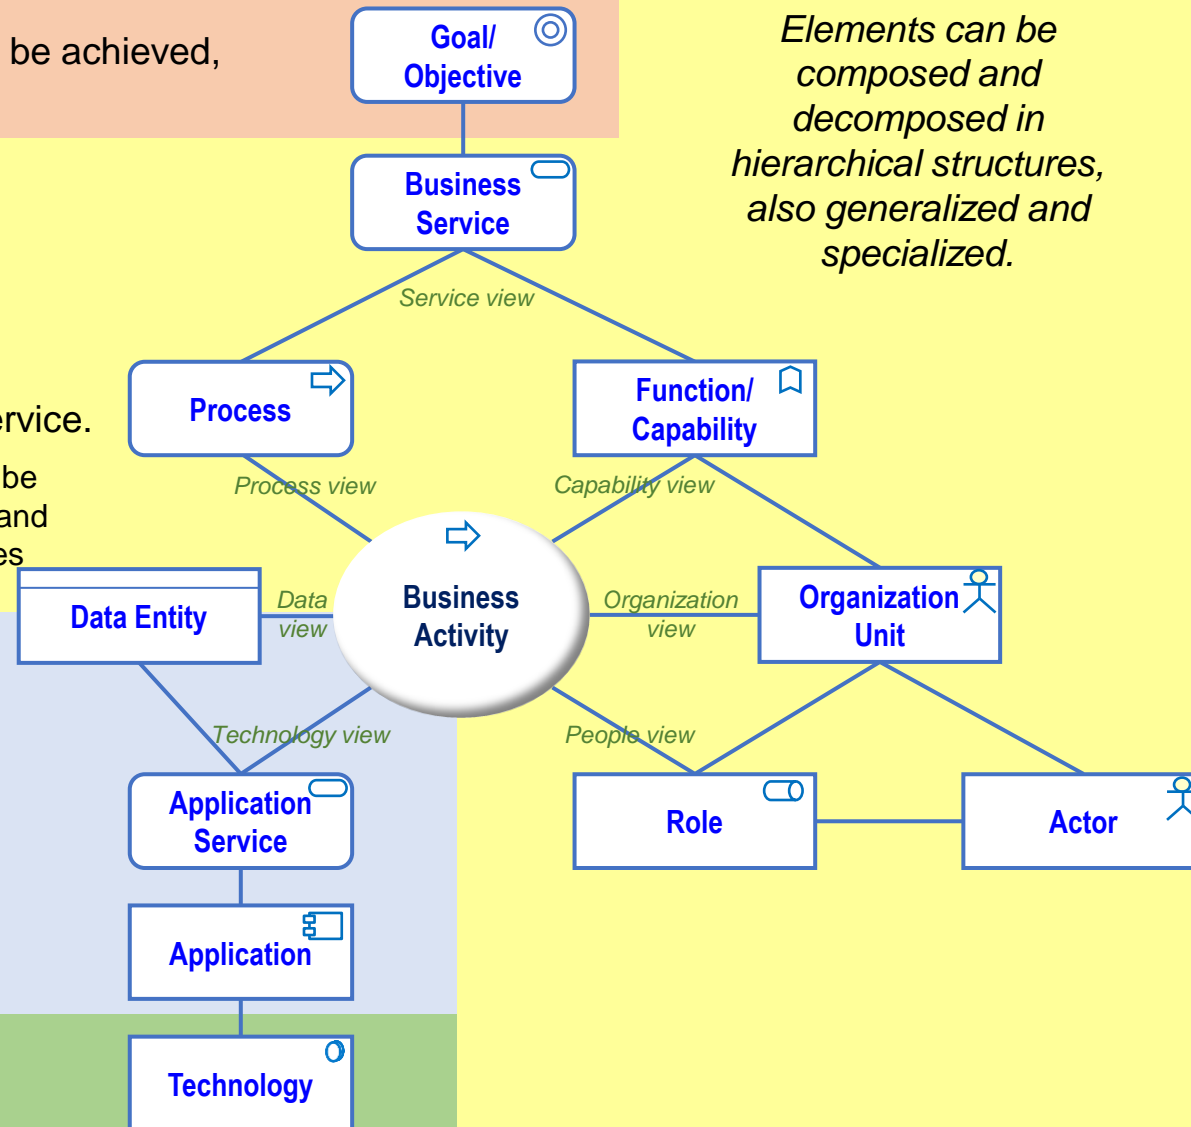 be achieved,
Goal/
Objective
Elements can be
composed and
decomposed in
hierarchical structures,
also generalized and
specialized.
Business
Service
Service view
Process
Function/
Capability
ervice.
be
and
es
Process view
Capability view
Business
Activity
Data Entity
Data
view
Organization
view
Organization
Unit
Technology view
People view
Application
Service
Role
Actor
Application
Technology